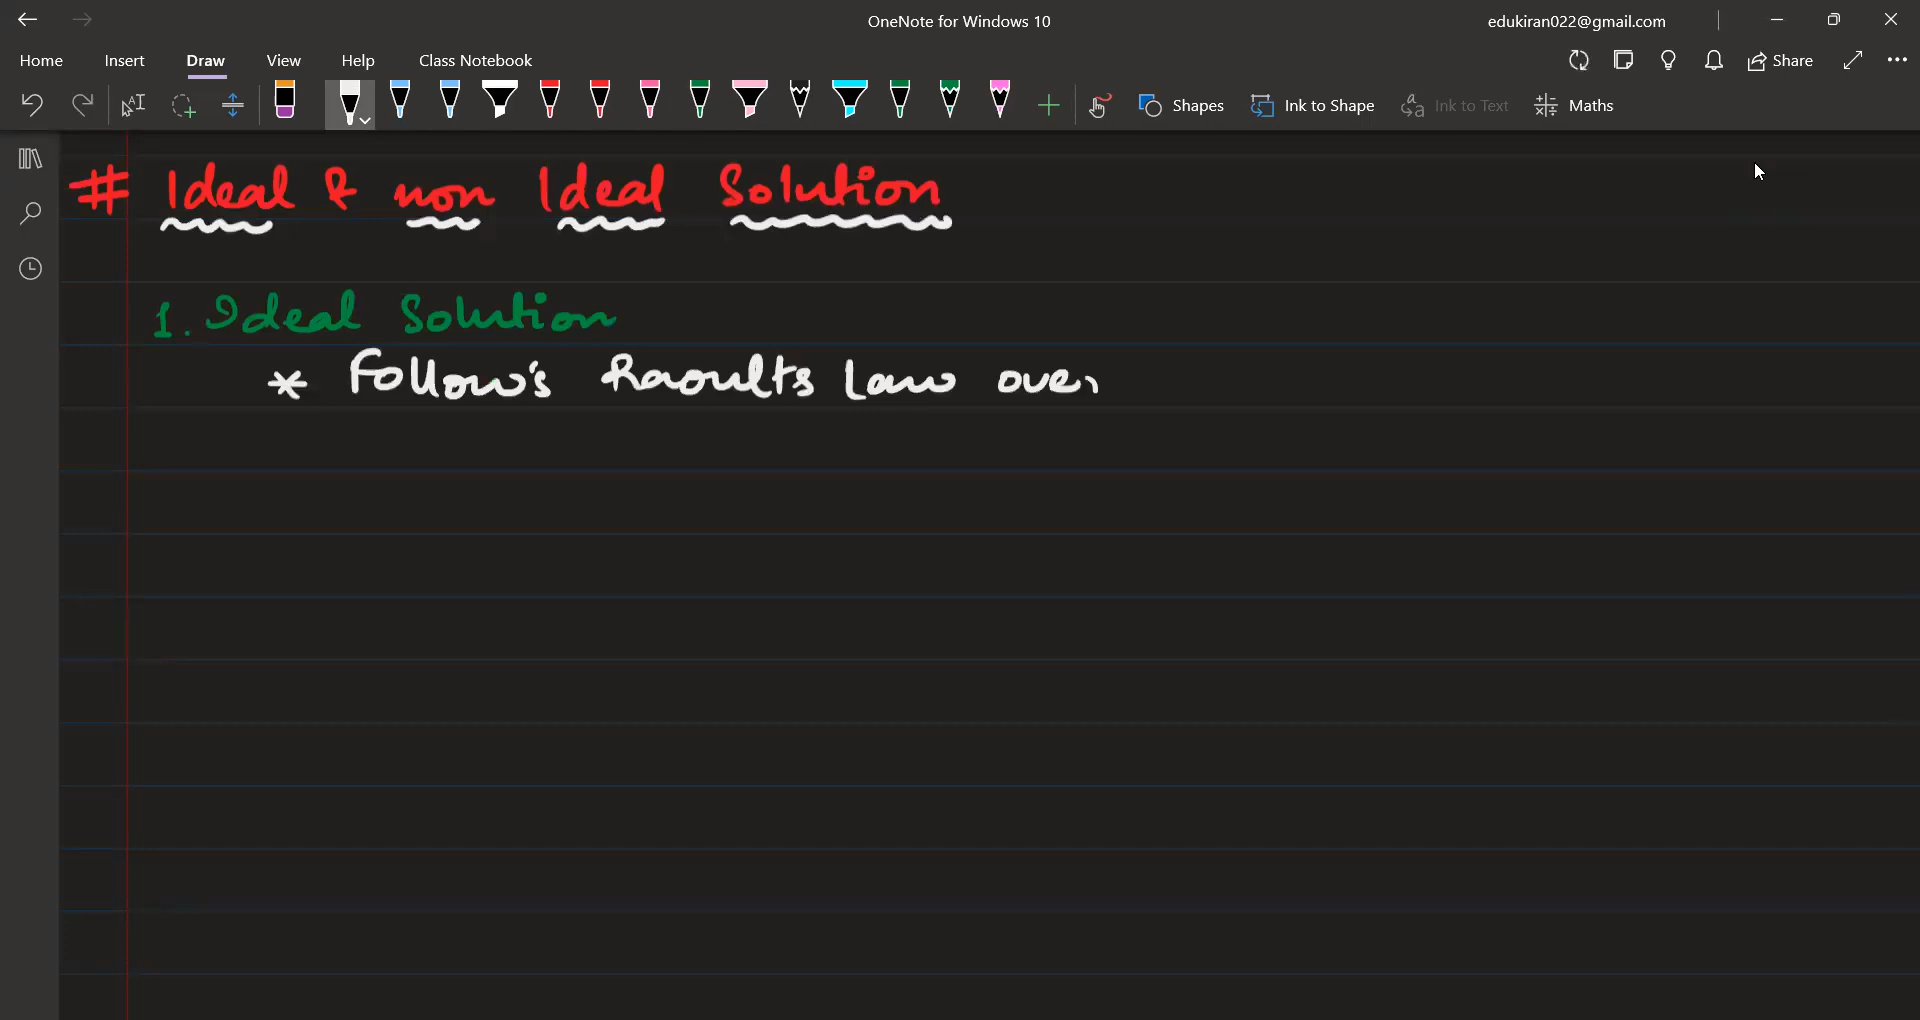 OneNote for Windows 10
edukiran022@gmail.com
Home Insert Draw View Help Class Notebook Share
Shapes Ink to Shape Ink to Text Maths
# Ideal & non Ideal Solution
1. Ideal Solution
* Follow's Raoults Law over